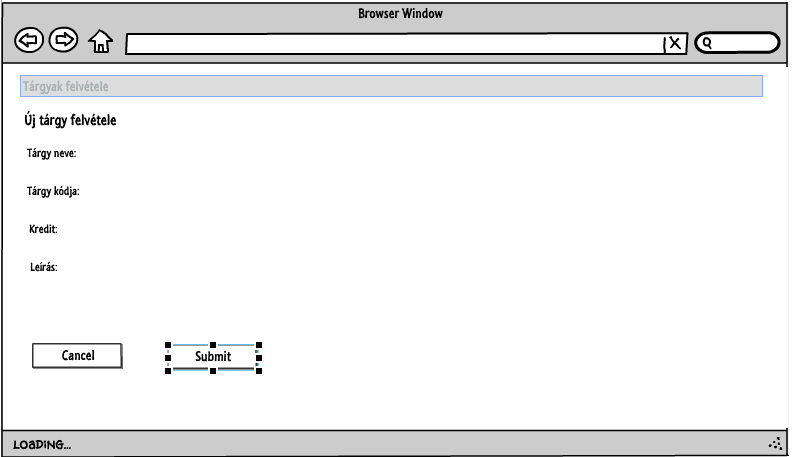 Browser Window
Tárgyak felvétele
Új tárgy felvétele
Tárgy neve:
Tárgy kódja:
Kredit:
Leírás:
Cancel Submit
LOADING...